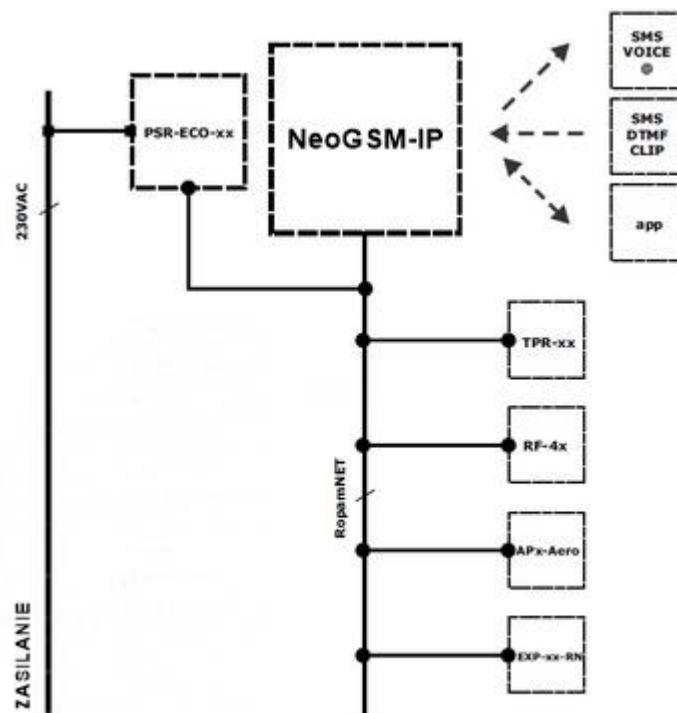 SMS
VOICE
PSR-ECO-xx
NeoGSM-IP
SMS
DTMF
CLIP
230VAC
app
TPR-xx
RF-4x
RopamNET
APx-Aero
EXP-xx-RN
ZASILANIE